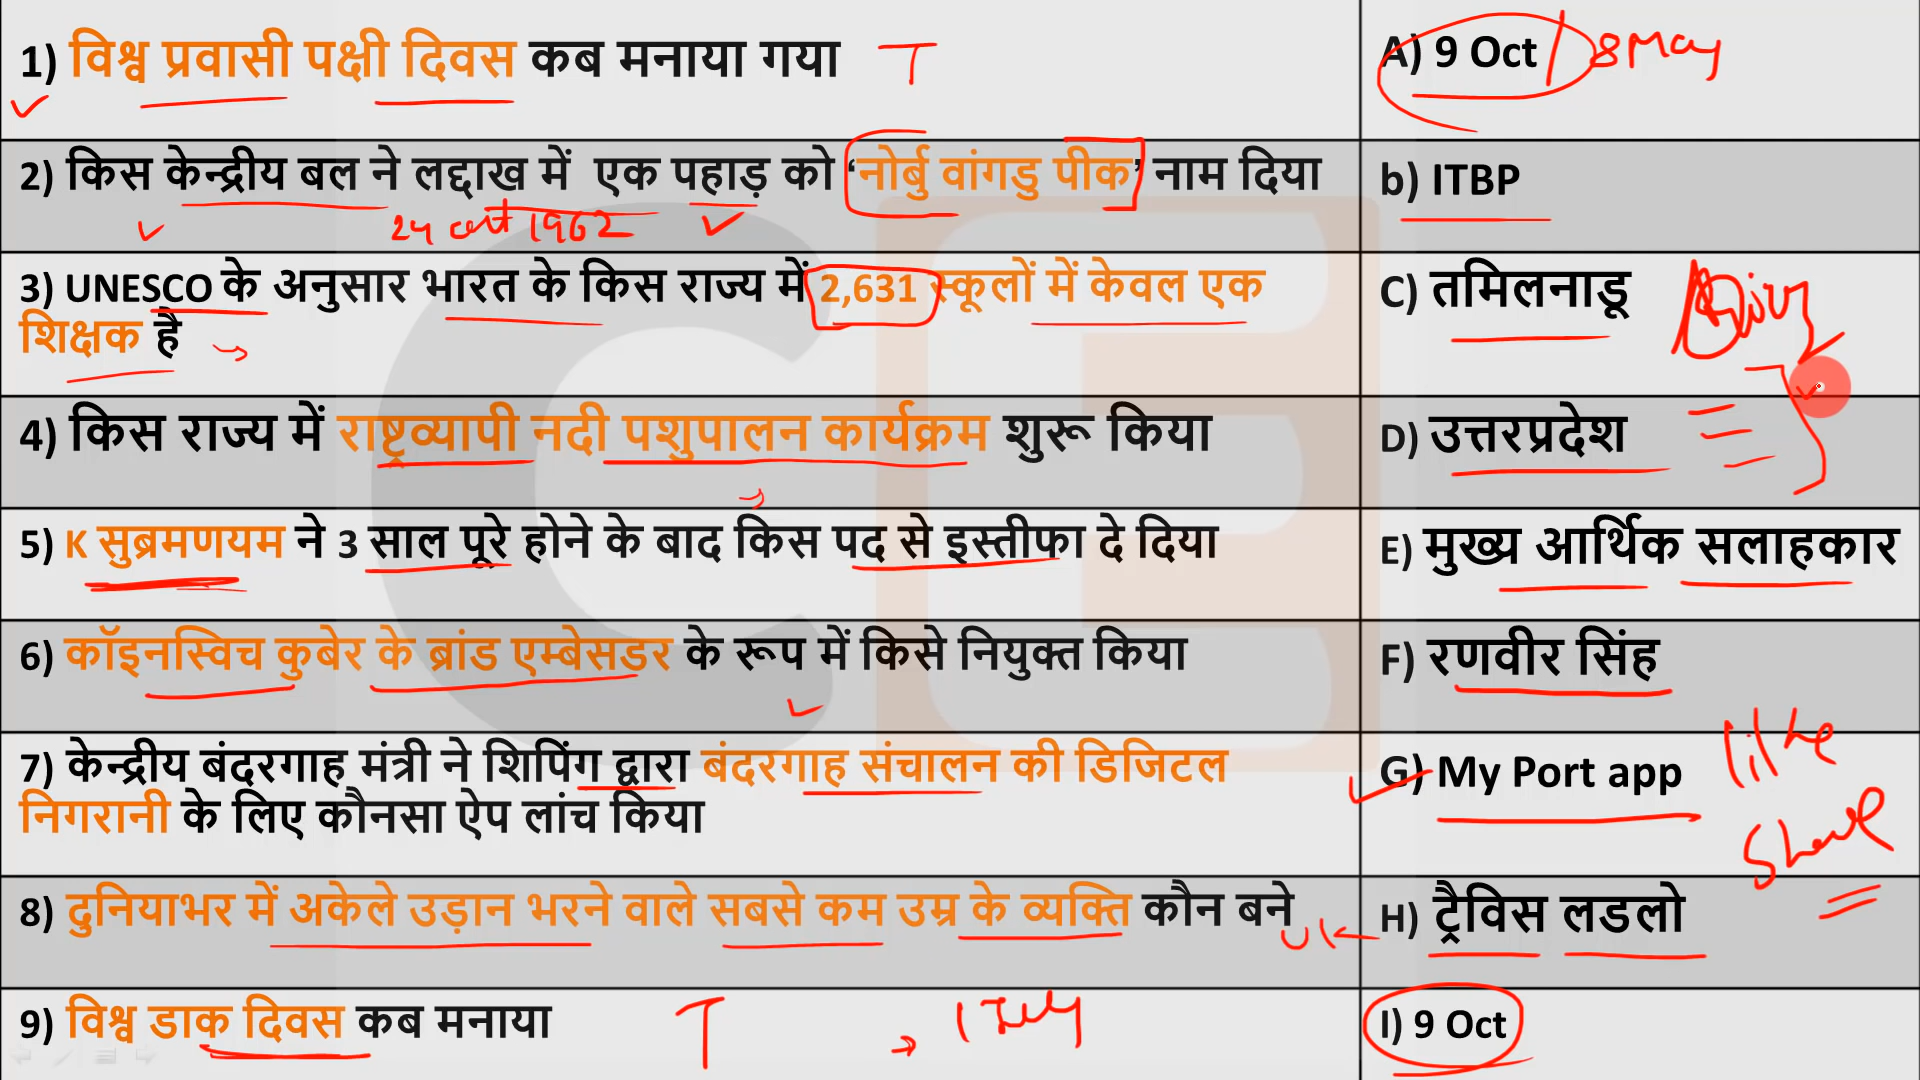 1) विश्व प्रवासी पक्षी दिवस कब मनाया गया T
A) 9 Oct / 8 May
2) किस केन्द्रीय बल ने लद्दाख में एक पहाड़ को ‘नोर्बु वांगडु पीक’ नाम दिया
b) ITBP
24 oct 1962
3) UNESCO के अनुसार भारत के किस राज्य में 2,631 स्कूलों में केवल एक
शिक्षक है
C) तमिलनाडू
4) किस राज्य में राष्ट्रव्यापी नदी पशुपालन कार्यक्रम शुरू किया
D) उत्तरप्रदेश
5) K सुब्रमणयम ने 3 साल पूरे होने के बाद किस पद से इस्तीफा दे दिया
E) मुख्य आर्थिक सलाहकार
6) कॉइनस्विच कुबेर के ब्रांड एम्बेसडर के रूप में किसे नियुक्त किया
F) रणवीर सिंह
7) केन्द्रीय बंदरगाह मंत्री ने शिपिंग द्वारा बंदरगाह संचालन की डिजिटल
निगरानी के लिए कौनसा ऐप लांच किया
G) My Port app
like
share
8) दुनियाभर में अकेले उड़ान भरने वाले सबसे कम उम्र के व्यक्ति कौन बने
UK
H) ट्रैविस लडलो
9) विश्व डाक दिवस कब मनाया T
1 July
I) 9 Oct